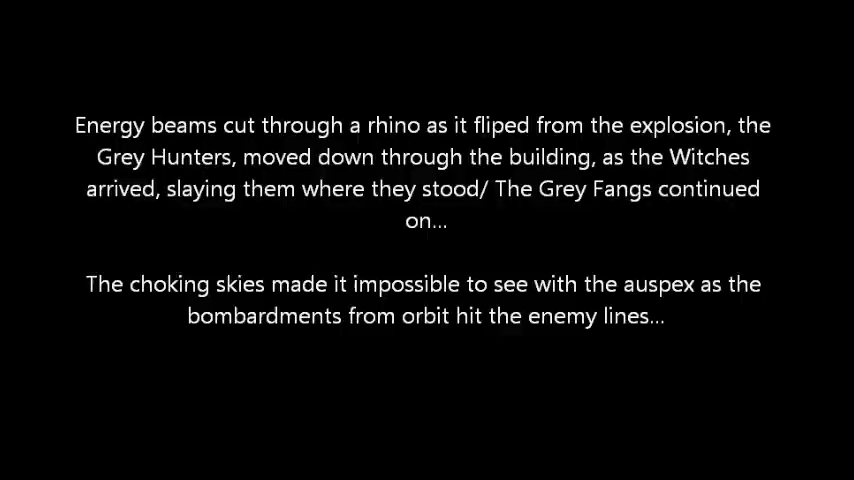 Energy beams cut through a rhino as it fliped from the explosion, the
Grey Hunters, moved down through the building, as the Witches
arrived, slaying them where they stood/ The Grey Fangs continued
on...
The choking skies made it impossible to see with the auspex as the
bombardments from orbit hit the enemy lines...